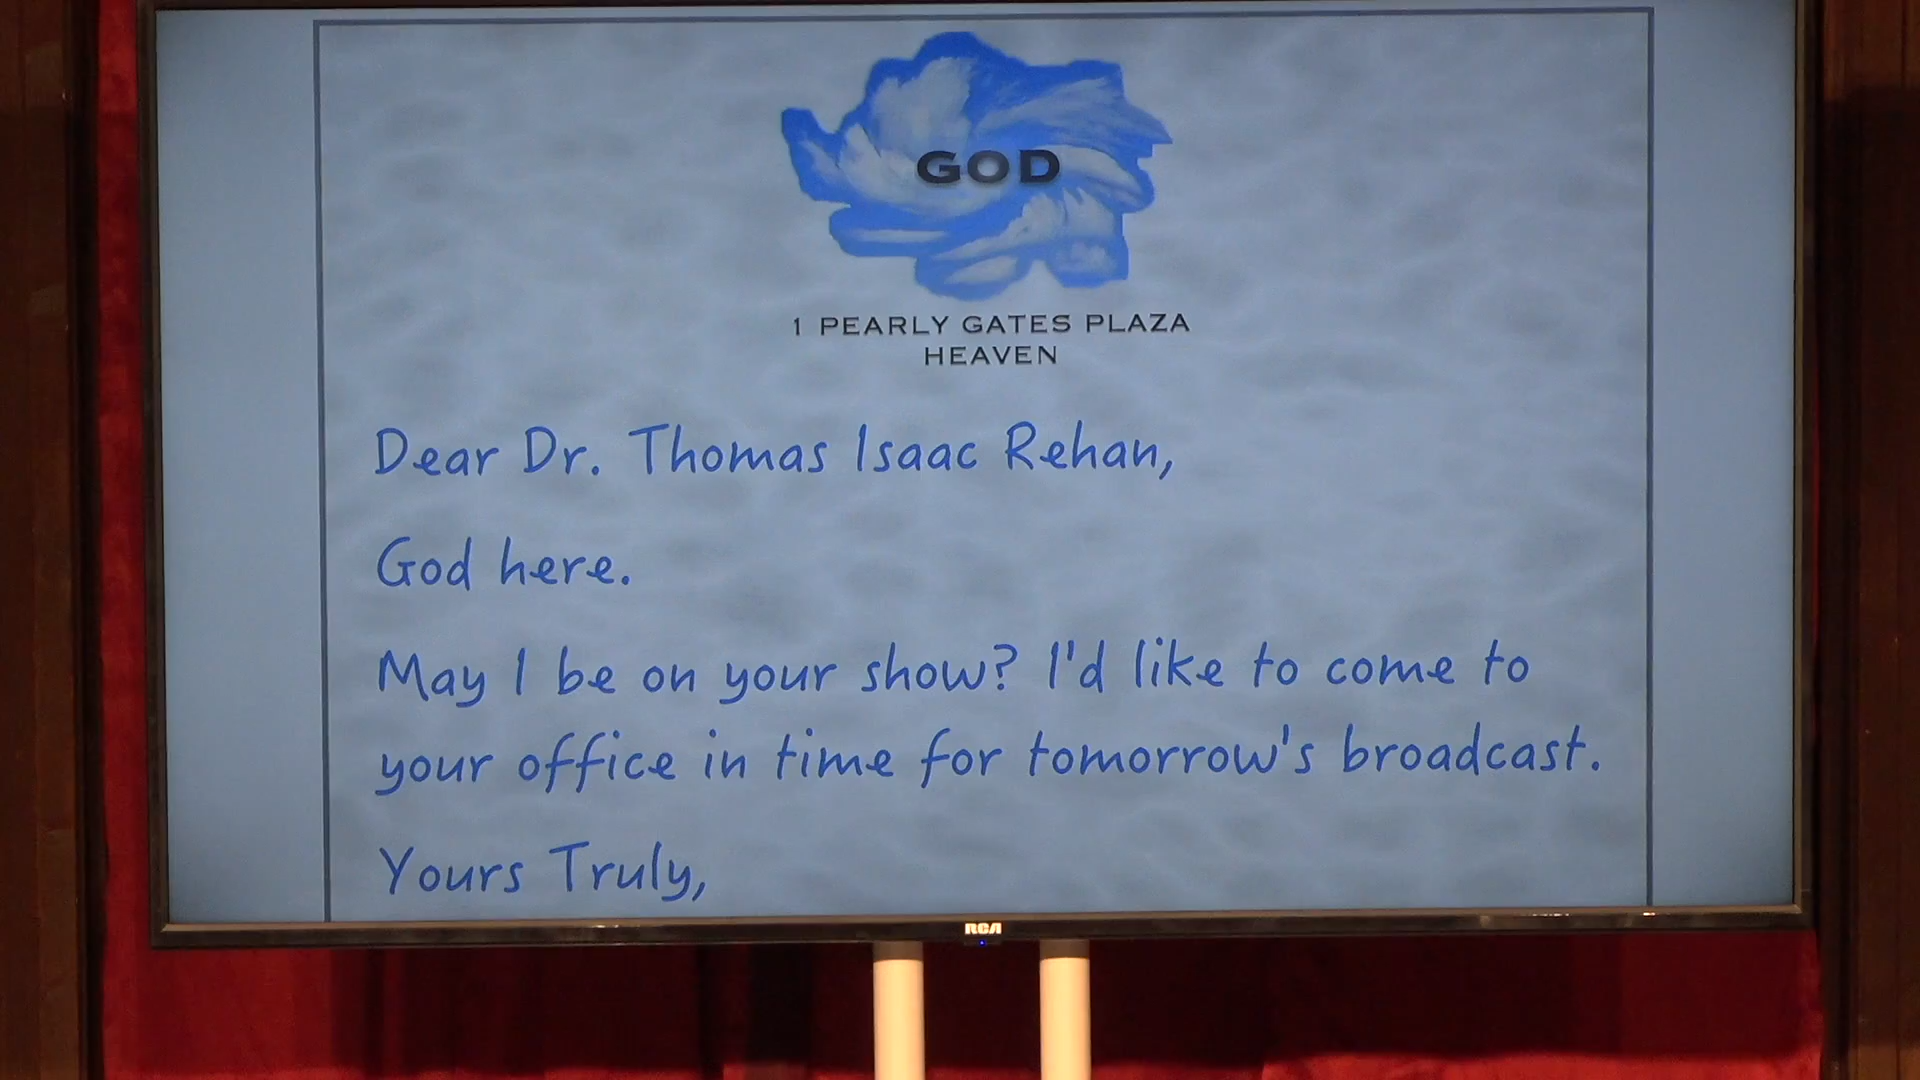 GOD
1 PEARLY GATES PLAZA
HEAVEN
Dear Dr. Thomas Isaac Rehan,
God here.
May I be on your show? I'd like to come to
your office in time for tomorrow's broadcast.
Yours Truly,
RCA